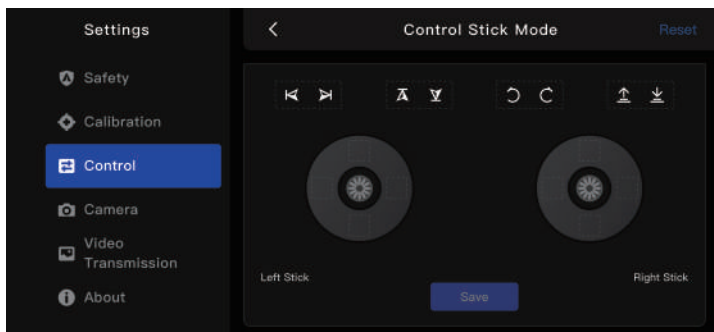 Settings
Control Stick Mode
Reset
Safety
Calibration
Control
Camera
Video
Transmission
About
Left Stick
Right Stick
Save